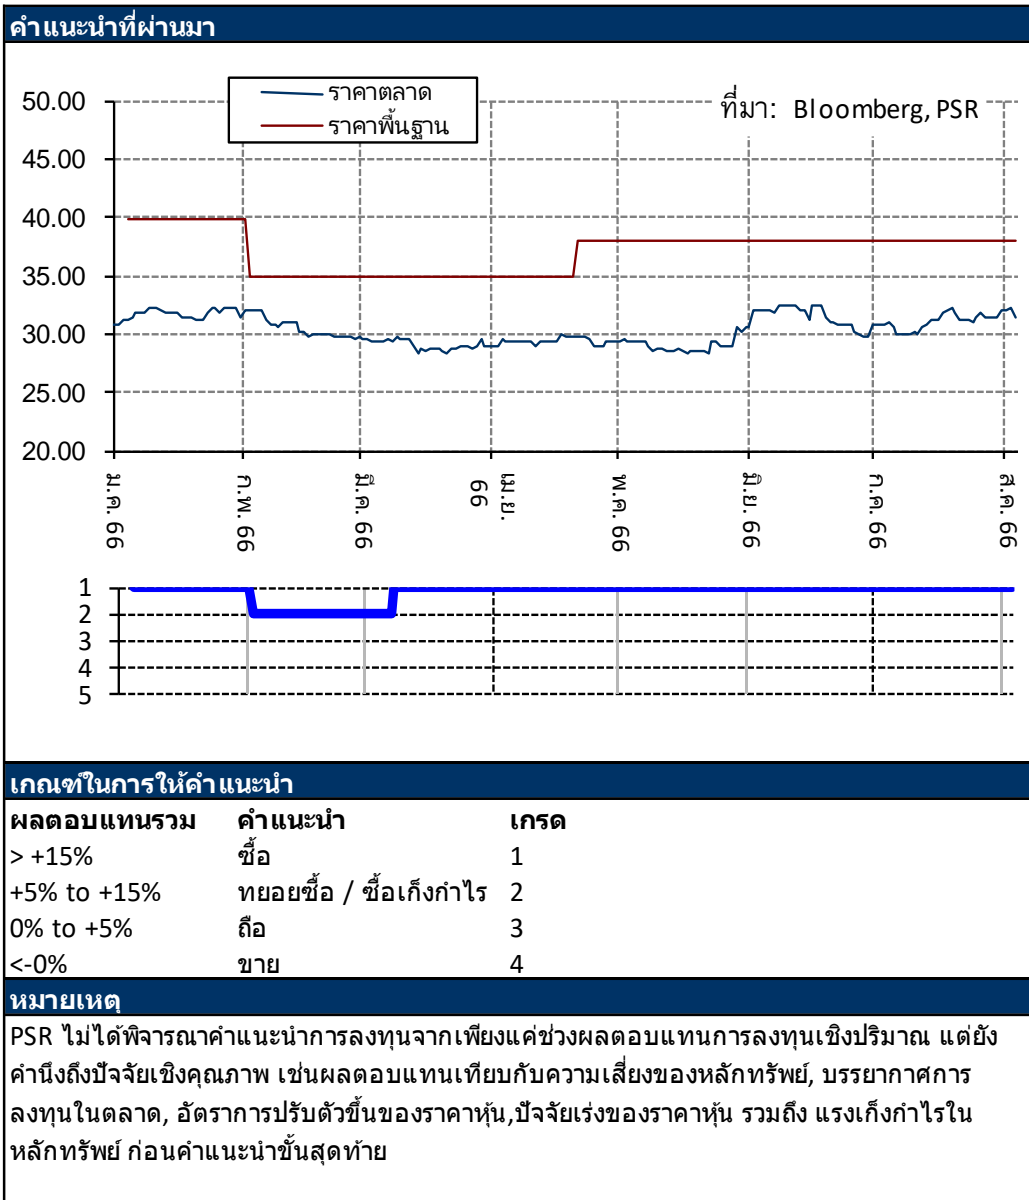 คำแนะนำที่ผ่านมา
ราคาตลาด
ราคาพื้นฐาน
ที่มา: Bloomberg, PSR
50.00
45.00
40.00
35.00
30.00
25.00
20.00
ม.ค. 66
ก.พ. 66
มี.ค. 66
เม.ย.
66
พ.ค. 66
มิ.ย. 66
ก.ค. 66
ส.ค. 66
1
2
3
4
5
เกณฑ์ในการให้คำแนะนำ
ผลตอบแทนรวม คำแนะนำ เกรด
> +15% ซื้อ 1
+5% to +15% ทยอยซื้อ / ซื้อเก็งกำไร 2
0% to +5% ถือ 3
<-0% ขาย 4
หมายเหตุ
PSR ไม่ได้พิจารณาคำแนะนำการลงทุนจากเพียงแค่ช่วงผลตอบแทนการลงทุนเชิงปริมาณ แต่ยัง
คำนึงถึงปัจจัยเชิงคุณภาพ เช่นผลตอบแทนเทียบกับความเสี่ยงของหลักทรัพย์, บรรยากาศการ
ลงทุนในตลาด, อัตราการปรับตัวขึ้นของราคาหุ้น,ปัจจัยเร่งของราคาหุ้น รวมถึง แรงเก็งกำไรใน
หลักทรัพย์ ก่อนคำแนะนำขั้นสุดท้าย